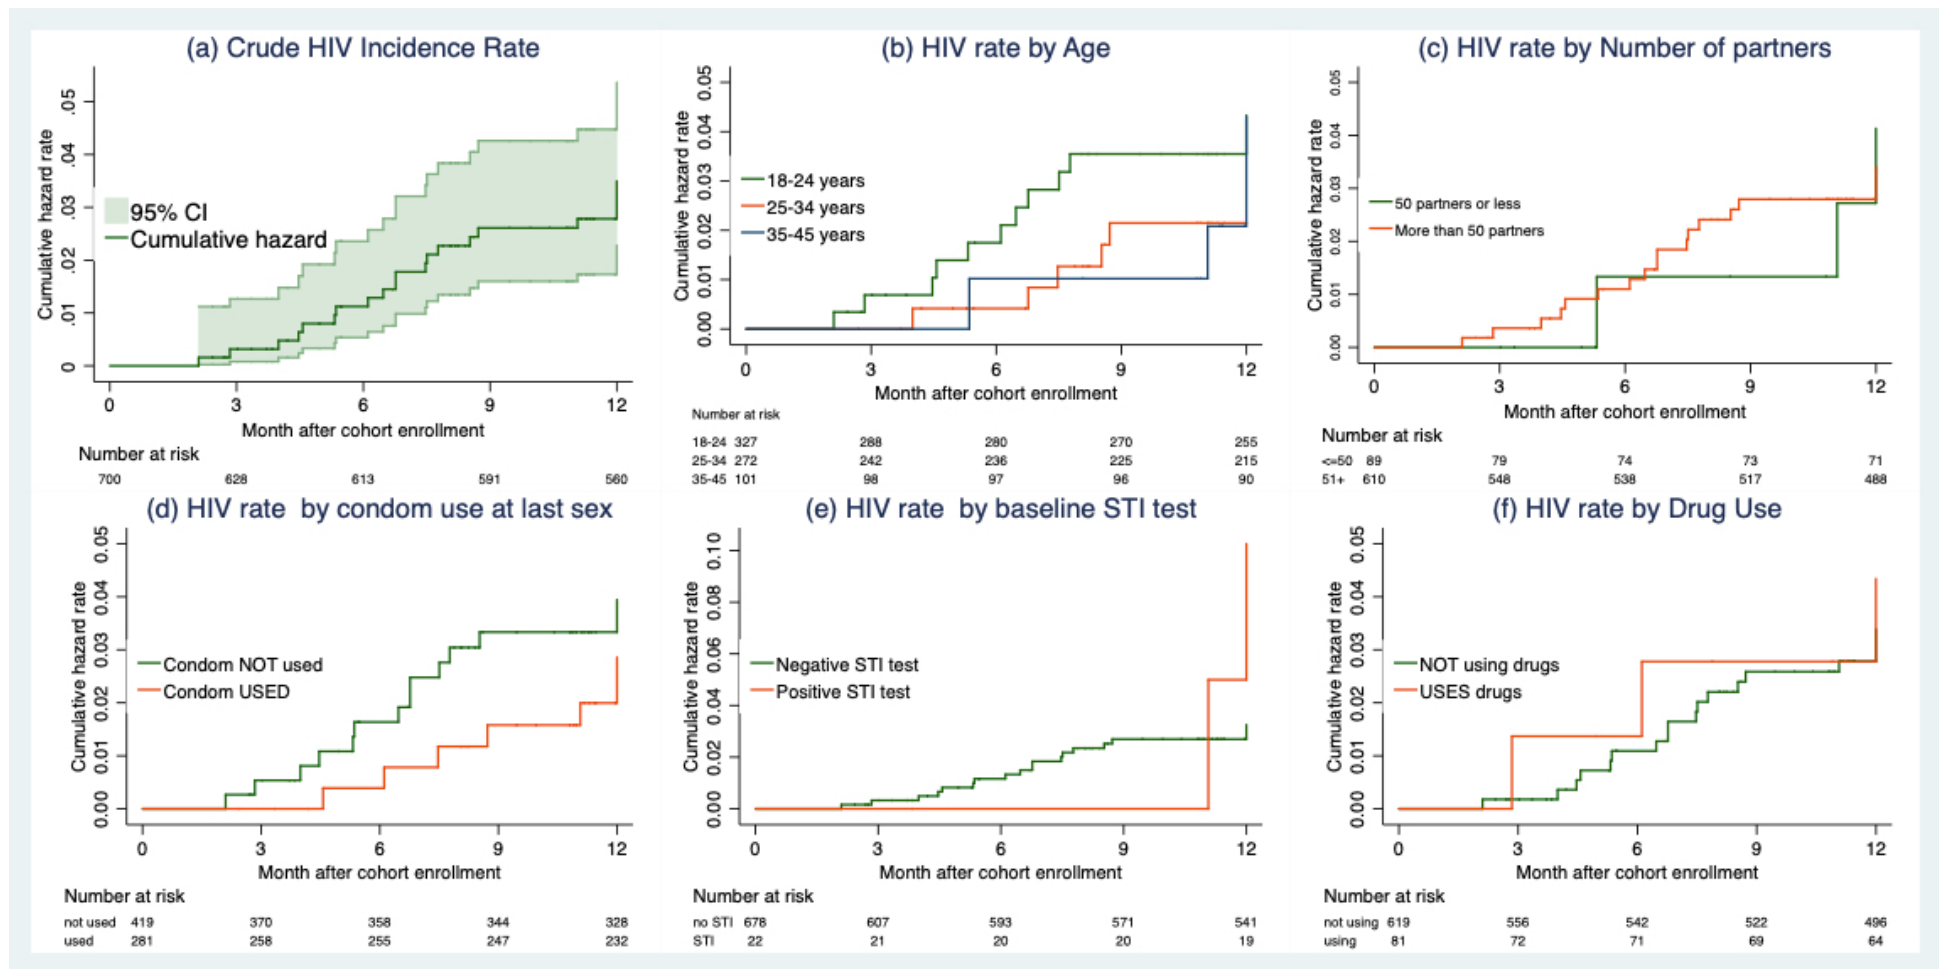 (a) Crude HIV Incidence Rate
Cumulative hazard rate
.05
.04
.03
.02
.01
0
95% CI
Cumulative hazard
0 3 6 9 12
Month after cohort enrollment
Number at risk
700 628 613 591 560
(b) HIV rate by Age
Cumulative hazard rate
0.05
0.04
0.03
0.02
0.01
0.00
18-24 years
25-34 years
35-45 years
0 3 6 9 12
Month after cohort enrollment
Number at risk
18-24 327 288 280 270 255
25-34 272 242 236 225 215
35-45 101 98 97 96 90
(c) HIV rate by Number of partners
Cumulative hazard rate
0.05
0.04
0.03
0.02
0.01
0.00
50 partners or less
More than 50 partners
0 3 6 9 12
Month after cohort enrollment
Number at risk
<=50 89 79 74 73 71
51+ 610 548 538 517 488
(d) HIV rate by condom use at last sex
Cumulative hazard rate
0.05
0.04
0.03
0.02
0.01
0.00
Condom NOT used
Condom USED
0 3 6 9 12
Month after cohort enrollment
Number at risk
not used 419 370 358 344 328
used 281 258 255 247 232
(e) HIV rate by baseline STI test
Cumulative hazard rate
0.10
0.08
0.06
0.04
0.02
0.00
Negative STI test
Positive STI test
0 3 6 9 12
Month after cohort enrollment
Number at risk
no STI 678 607 593 571 541
STI 22 21 20 20 19
(f) HIV rate by Drug Use
Cumulative hazard rate
0.05
0.04
0.03
0.02
0.01
0.00
NOT using drugs
USES drugs
0 3 6 9 12
Month after cohort enrollment
Number at risk
not using 619 556 542 522 496
using 81 72 71 69 64